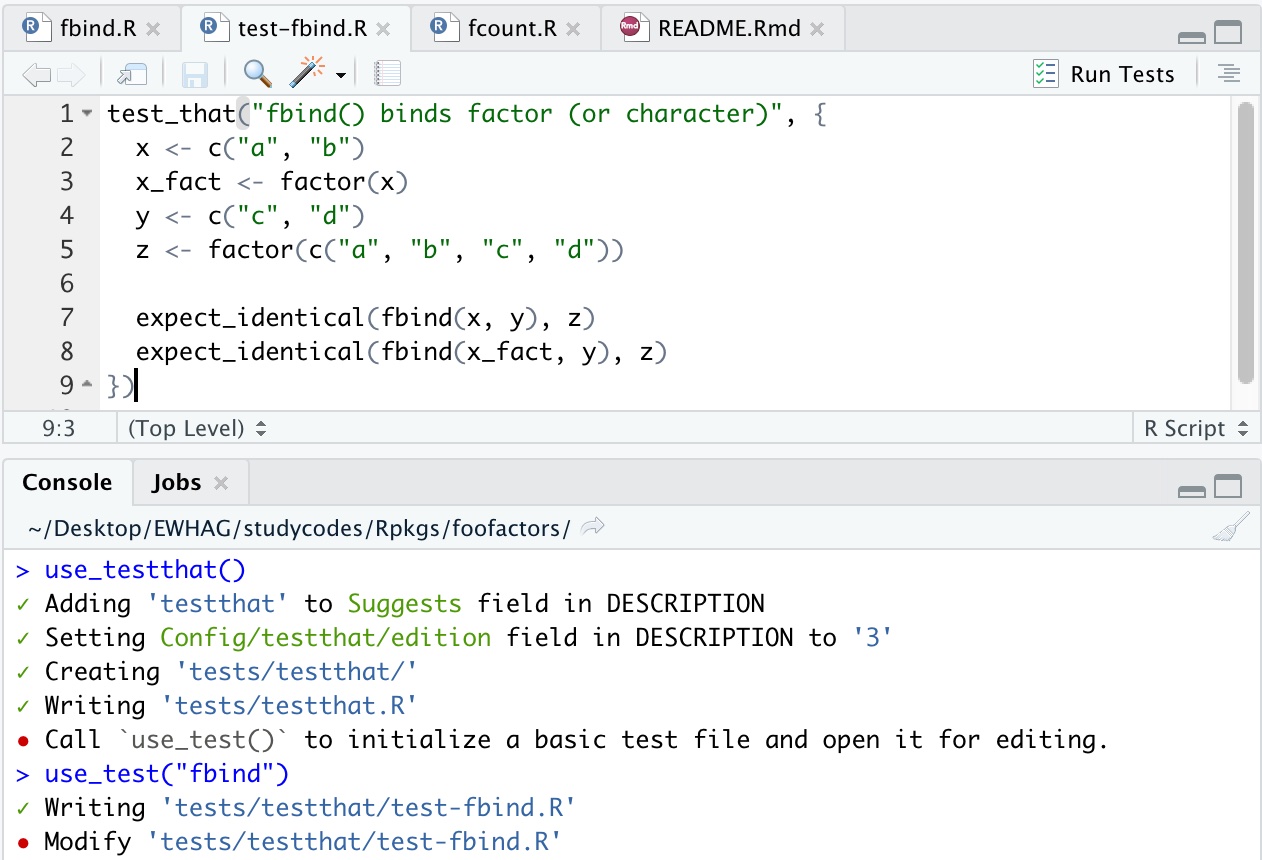 fbind.R test-fbind.R fcount.R README.Rmd
Run Tests
1 test_that("fbind() binds factor (or character)", {
2 x <- c("a", "b")
3 x_fact <- factor(x)
4 y <- c("c", "d")
5 z <- factor(c("a", "b", "c", "d"))
6
7 expect_identical(fbind(x, y), z)
8 expect_identical(fbind(x_fact, y), z)
9 })
9:3 (Top Level) R Script
Console Jobs
~/Desktop/EWHAG/studycodes/Rpkgs/foofactors/
> use_testthat()
✓ Adding 'testthat' to Suggests field in DESCRIPTION
✓ Setting Config/testthat/edition field in DESCRIPTION to '3'
✓ Creating 'tests/testthat/'
✓ Writing 'tests/testthat.R'
● Call `use_test()` to initialize a basic test file and open it for editing.
> use_test("fbind")
✓ Writing 'tests/testthat/test-fbind.R'
● Modify 'tests/testthat/test-fbind.R'